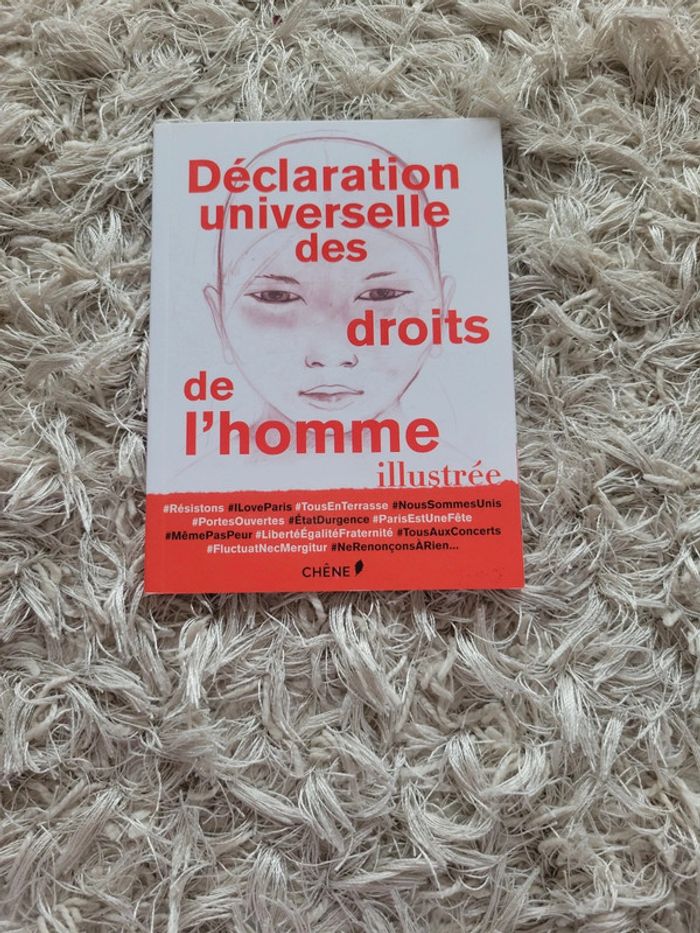 Déclaration
universelle
des
droits
de
l'homme
illustrée
#Résistons #ILoveParis #TousEnTerrasse #NousSommesUnis
#PortesOuvertes #ÉtatDurgence #ParisEstUneFête
#MêmePasPeur #LibertéÉgalitéFraternité #TousAuxConcerts
#FluctuatNecMergitur #NeRenonçonsÀRien...
CHÊNE